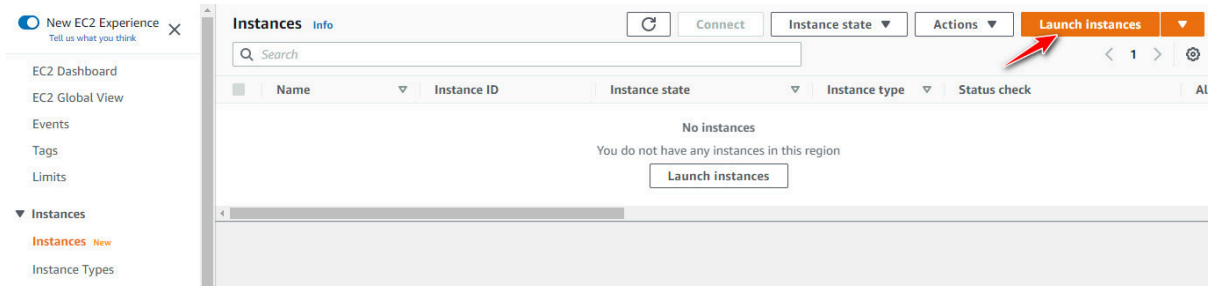 New EC2 Experience
Tell us what you think
EC2 Dashboard
EC2 Global View
Events
Tags
Limits
Instances
Instances New
Instance Types
Instances Info
Connect
Instance state
Actions
Launch instances
Search
1
Name
Instance ID
Instance state
Instance type
Status check
Al
No instances
You do not have any instances in this region
Launch instances